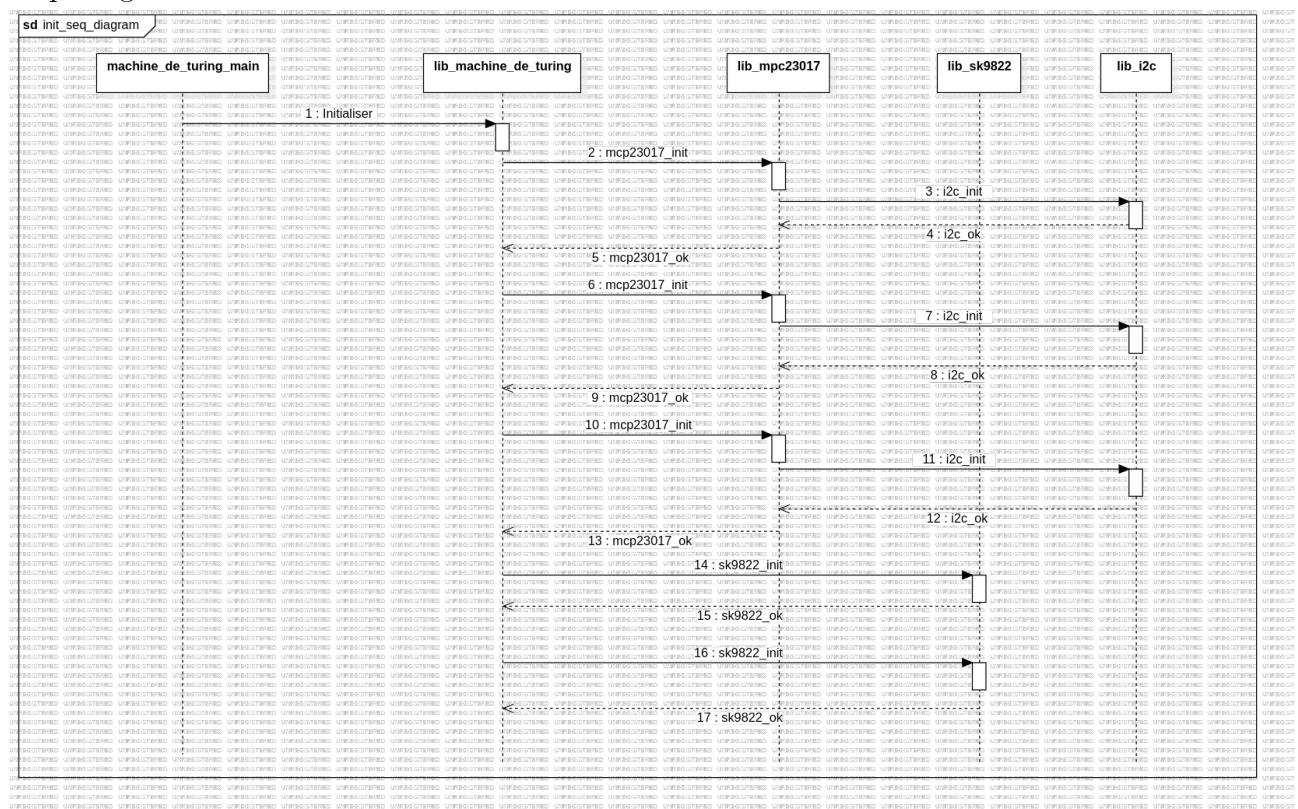 sd init_seq_diagram
machine_de_turing_main
lib_machine_de_turing
lib_mpc23017
lib_sk9822
lib_i2c
1 : Initialiser
2 : mcp23017_init
3 : i2c_init
4 : i2c_ok
5 : mcp23017_ok
6 : mcp23017_init
7 : i2c_init
8 : i2c_ok
9 : mcp23017_ok
10 : mcp23017_init
11 : i2c_init
12 : i2c_ok
13 : mcp23017_ok
14 : sk9822_init
15 : sk9822_ok
16 : sk9822_init
17 : sk9822_ok